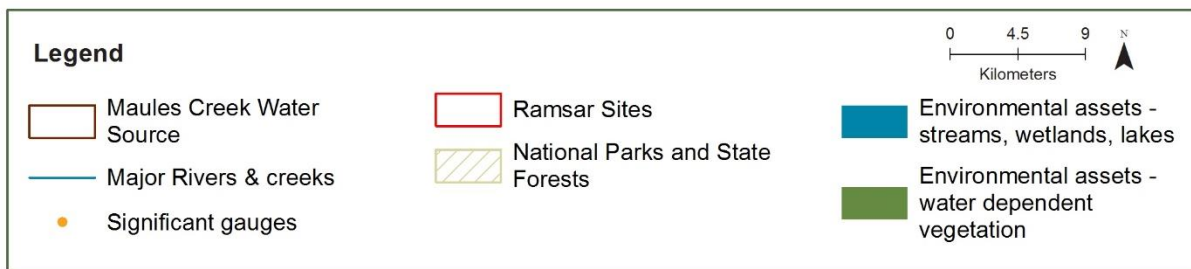 Legend
0 4.5 9
N
Kilometers
Maules Creek Water
Source
Major Rivers & creeks
Significant gauges
Ramsar Sites
National Parks and State
Forests
Environmental assets -
streams, wetlands, lakes
Environmental assets -
water dependent
vegetation